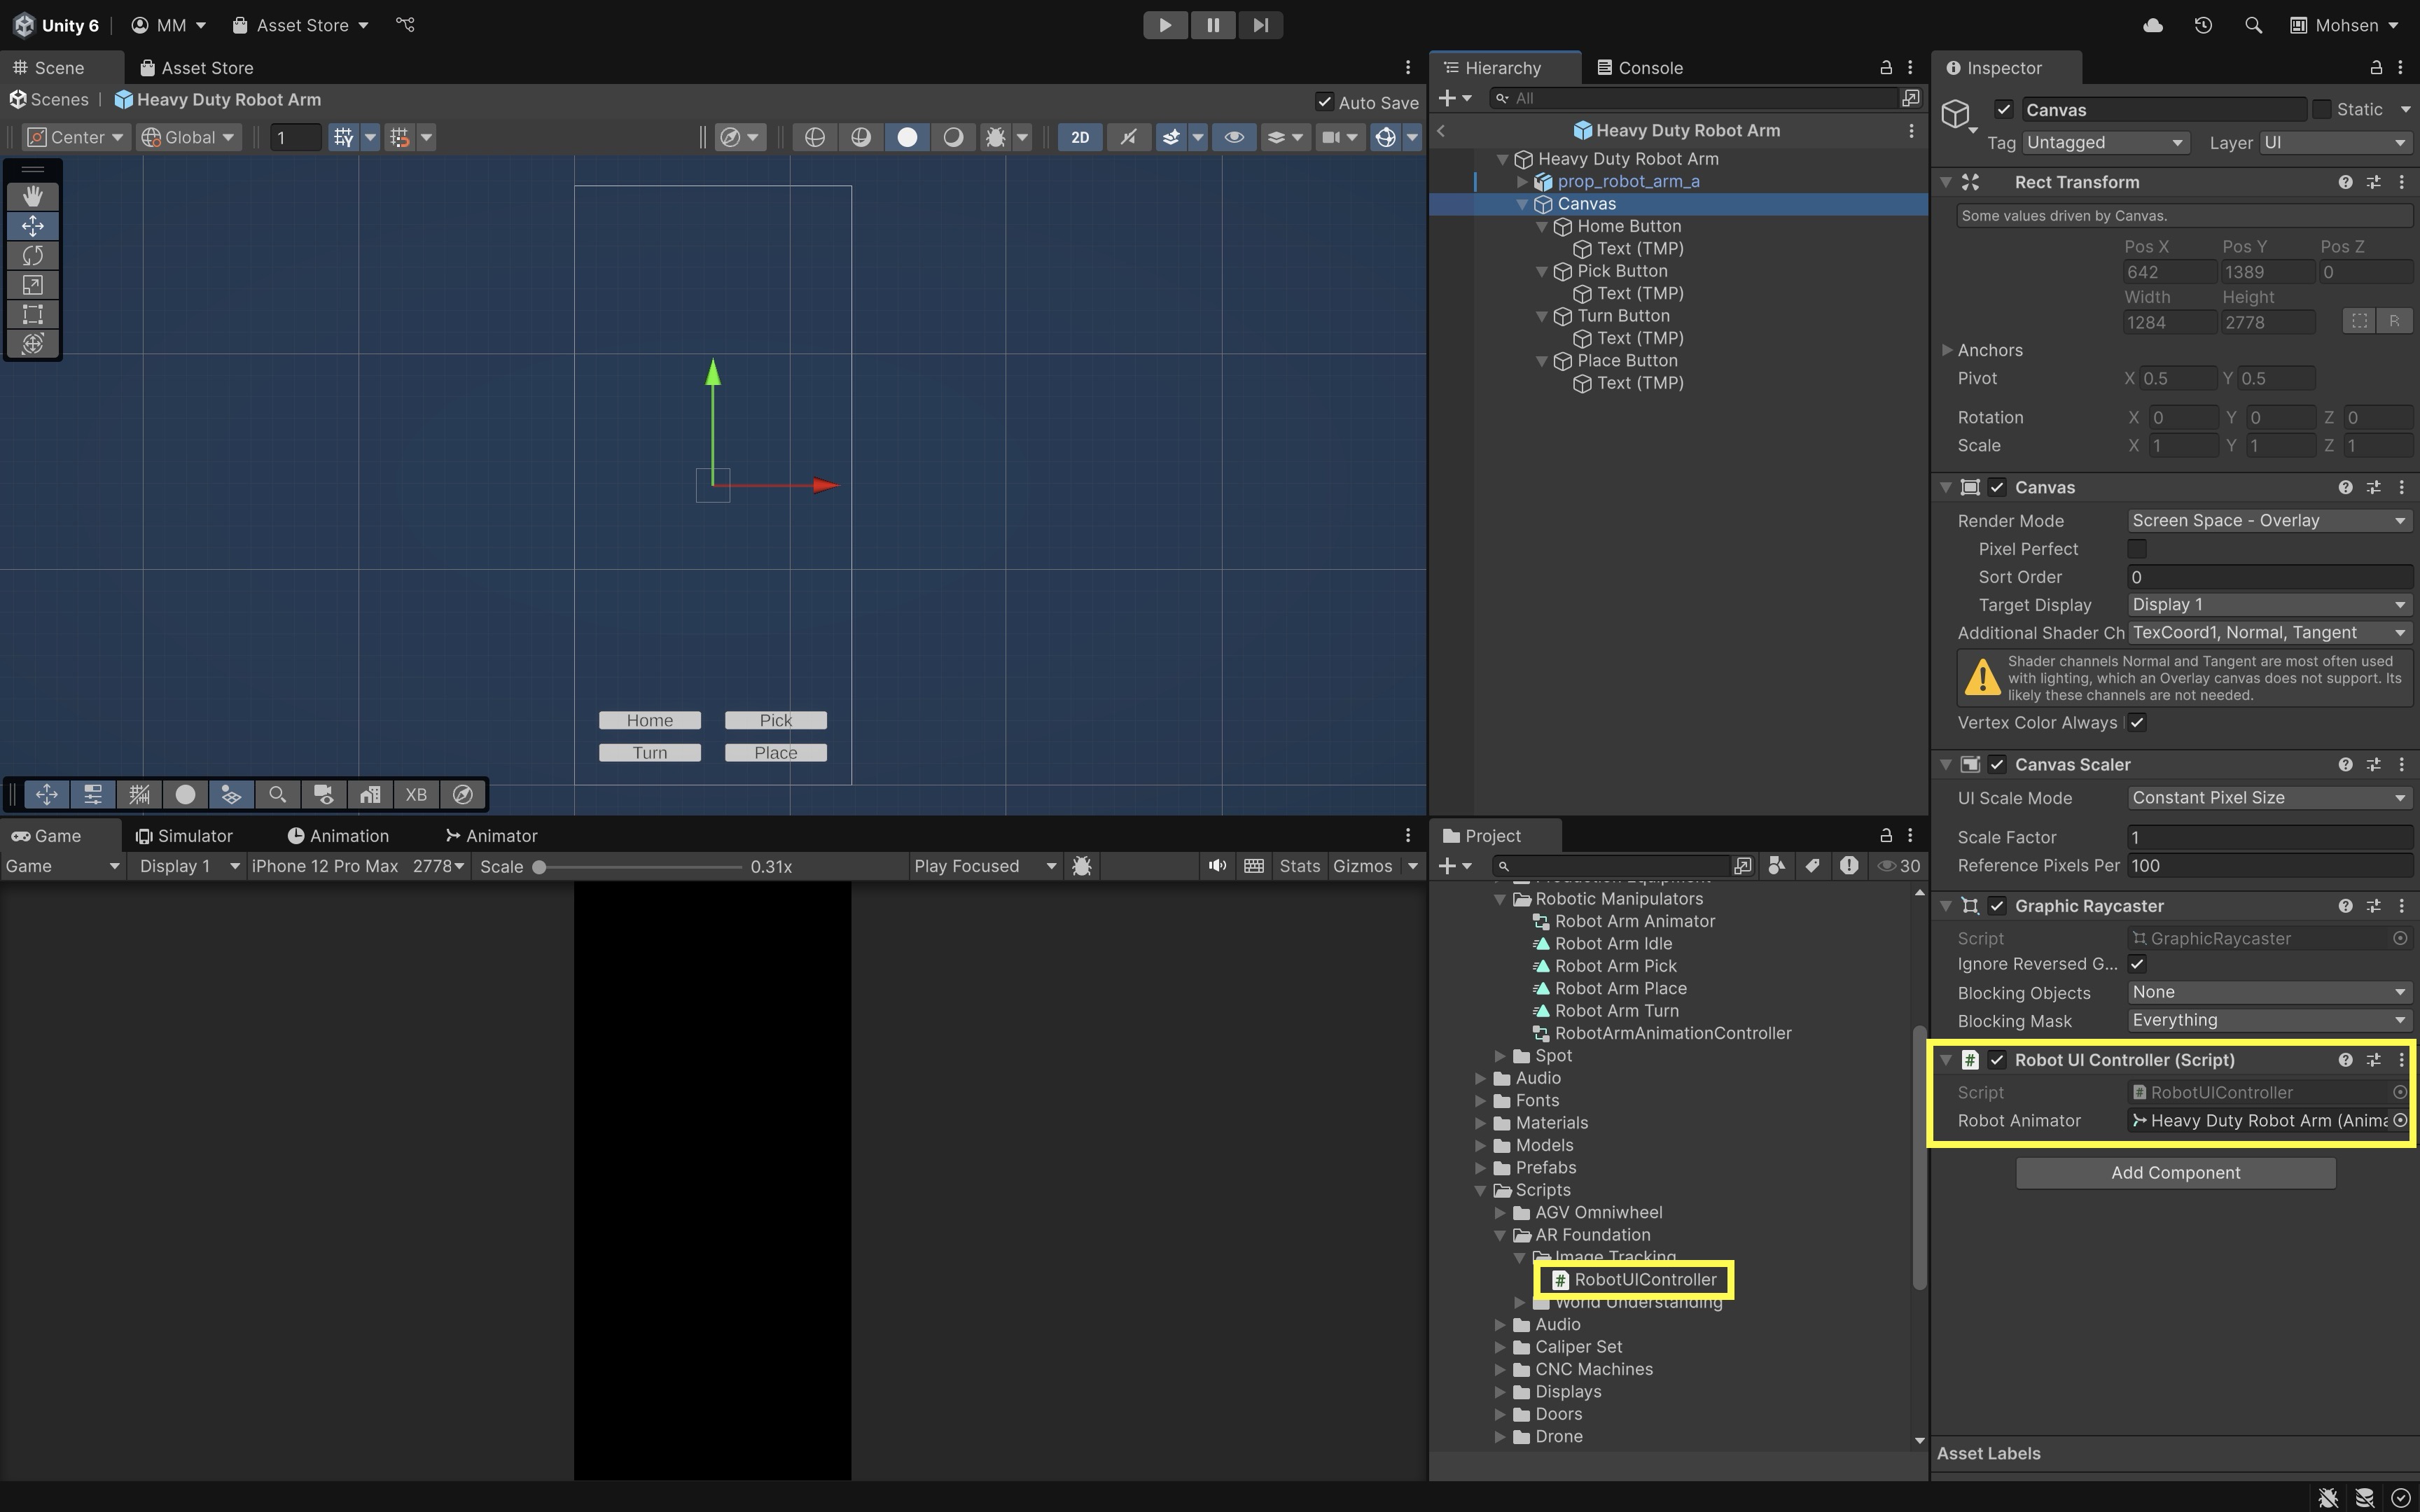 Unity 6 MM Asset Store Mohsen
Scene Asset Store
Scenes Heavy Duty Robot Arm Auto Save
Center Global 1 2D
Home Pick
Turn Place
XB
Hierarchy Console
All
Heavy Duty Robot Arm
Heavy Duty Robot Arm
prop_robot_arm_a
Canvas
Home Button
Text (TMP)
Pick Button
Text (TMP)
Turn Button
Text (TMP)
Place Button
Text (TMP)
Game Simulator Animation Animator
Game Display 1 iPhone 12 Pro Max 2778 Scale 0.31x Play Focused Stats Gizmos
Project
30
Production Equipment
Robotic Manipulators
Robot Arm Animator
Robot Arm Idle
Robot Arm Pick
Robot Arm Place
Robot Arm Turn
RobotArmAnimationController
Spot
Audio
Fonts
Materials
Models
Prefabs
Scripts
AGV Omniwheel
AR Foundation
Image Tracking
RobotUIController
World Understanding
Audio
Caliper Set
CNC Machines
Displays
Doors
Drone
Inspector
Canvas Static
Tag Untagged Layer UI
Rect Transform
Some values driven by Canvas.
Pos X Pos Y Pos Z
642 1389 0
Width Height
1284 2778 R
Anchors
Pivot X 0.5 Y 0.5
Rotation X 0 Y 0 Z 0
Scale X 1 Y 1 Z 1
Canvas
Render Mode Screen Space - Overlay
Pixel Perfect
Sort Order 0
Target Display Display 1
Additional Shader Ch TexCoord1, Normal, Tangent
Shader channels Normal and Tangent are most often used
with lighting, which an Overlay canvas does not support. Its
likely these channels are not needed.
Vertex Color Always
Canvas Scaler
UI Scale Mode Constant Pixel Size
Scale Factor 1
Reference Pixels Per 100
Graphic Raycaster
Script GraphicRaycaster
Ignore Reversed G...
Blocking Objects None
Blocking Mask Everything
Robot UI Controller (Script)
Script RobotUIController
Robot Animator Heavy Duty Robot Arm (Anima
Add Component
Asset Labels